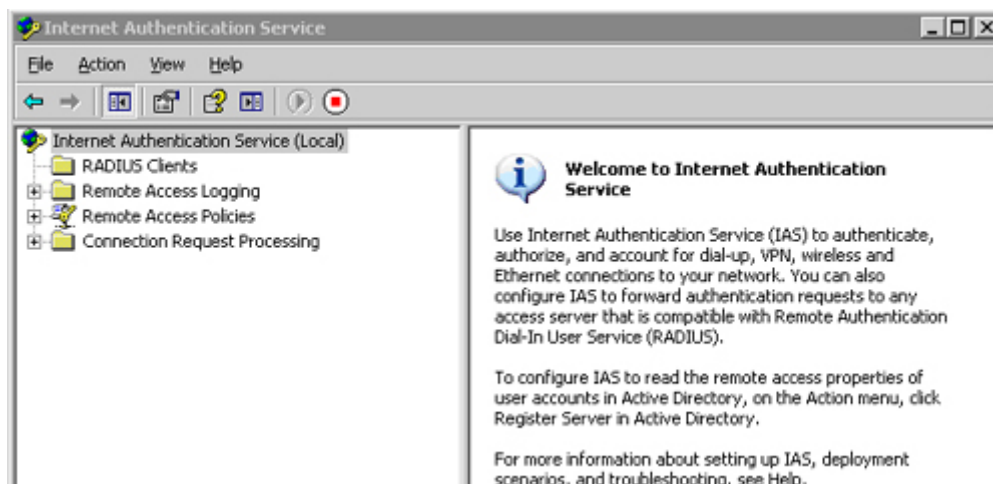 Internet Authentication Service
File Action View Help
Internet Authentication Service (Local)
RADIUS Clients
Remote Access Logging
Remote Access Policies
Connection Request Processing
Welcome to Internet Authentication
Service
Use Internet Authentication Service (IAS) to authenticate,
authorize, and account for dial-up, VPN, wireless and
Ethernet connections to your network. You can also
configure IAS to forward authentication requests to any
access server that is compatible with Remote Authentication
Dial-In User Service (RADIUS).
To configure IAS to read the remote access properties of
user accounts in Active Directory, on the Action menu, click
Register Server in Active Directory.
For more information about setting up IAS, deployment
scenarios, and troubleshooting, see Help.